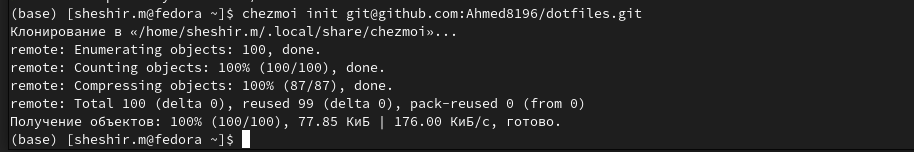 (base) [sheshir.m@fedora ~]$ chezmoi init git@github.com:Ahmed8196/dotfiles.git
Клонирование в «/home/sheshir.m/.local/share/chezmoi»...
remote: Enumerating objects: 100, done.
remote: Counting objects: 100% (100/100), done.
remote: Compressing objects: 100% (87/87), done.
remote: Total 100 (delta 0), reused 99 (delta 0), pack-reused 0 (from 0)
Получение объектов: 100% (100/100), 77.85 КиБ | 176.00 КиБ/с, готово.
(base) [sheshir.m@fedora ~]$